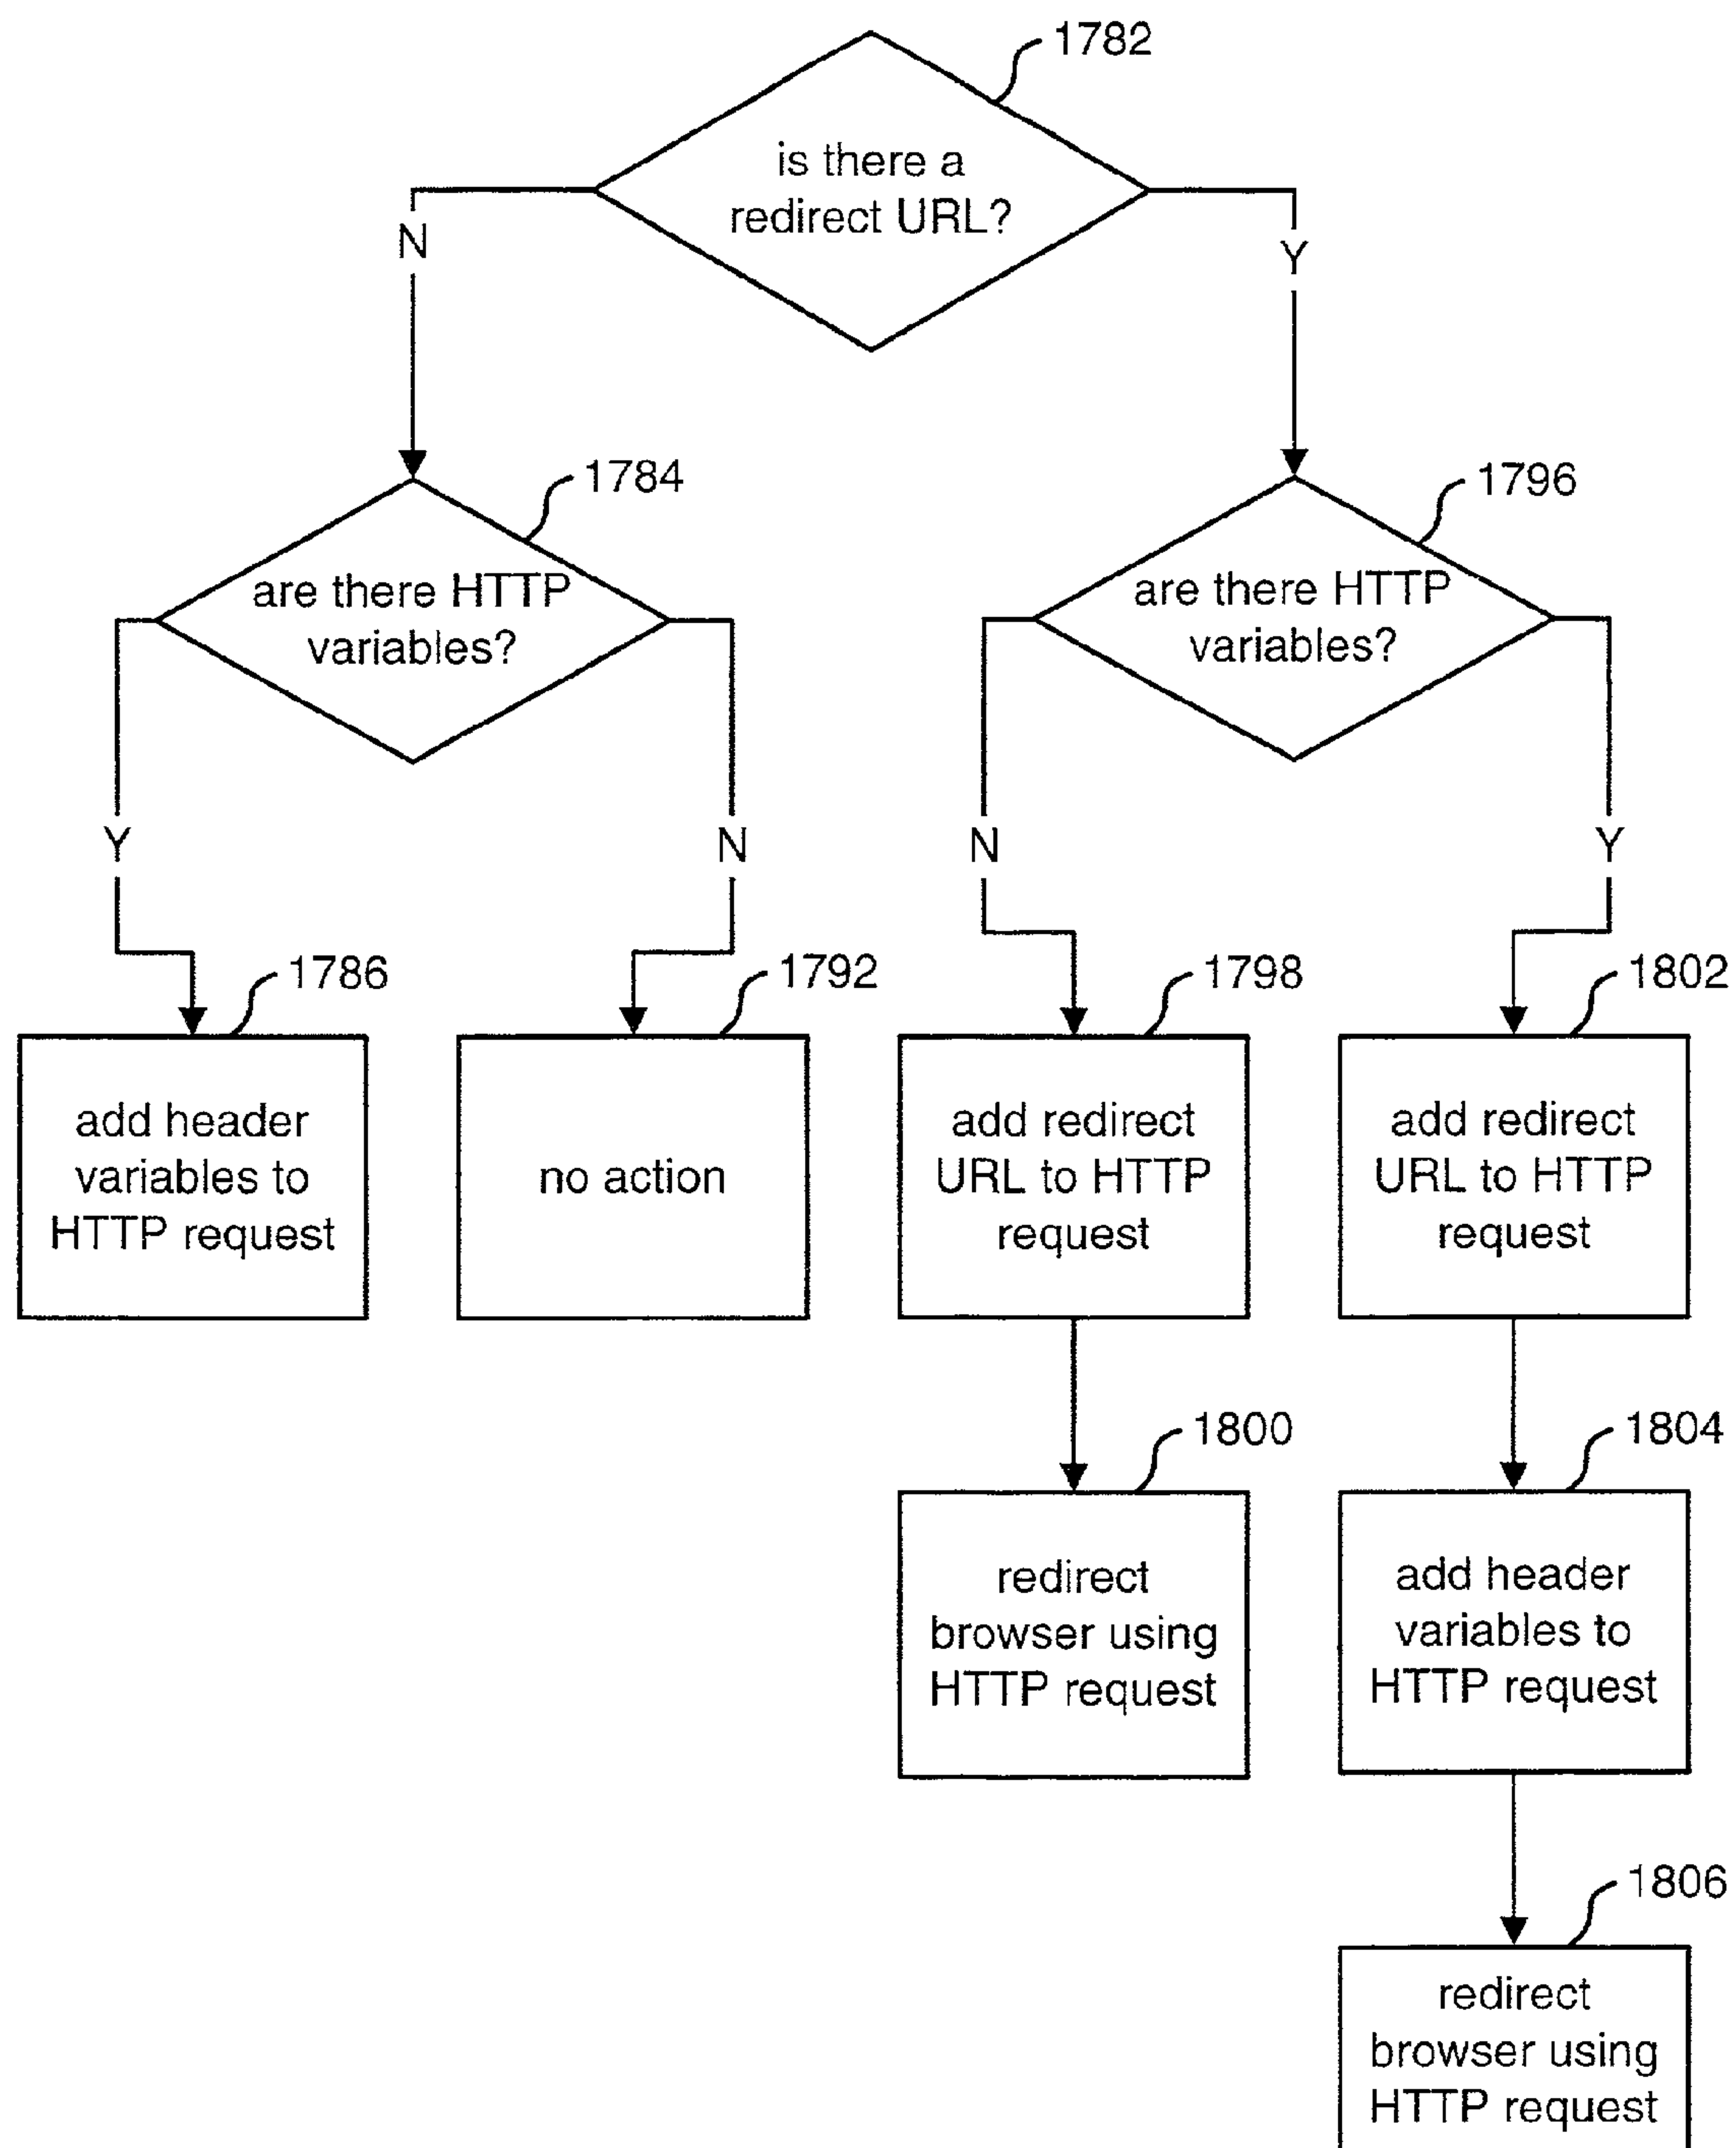 1782
is there a
redirect URL?
N
Y
1784
1796
are there HTTP
variables?
are there HTTP
variables?
Y
N
N
Y
1786
1792
1798
1802
add header
variables to
HTTP request
no action
add redirect
URL to HTTP
request
add redirect
URL to HTTP
request
1800
1804
redirect
browser using
HTTP request
add header
variables to
HTTP request
1806
redirect
browser using
HTTP request